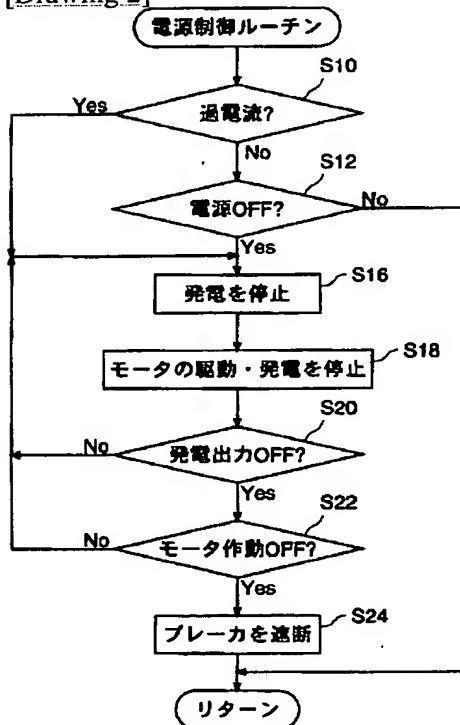 [Drawing 2]
電源制御ルーチン
S10
過電流?
Yes
No
S12
電源OFF?
No
Yes
S16
発電を停止
S18
モータの駆動・発電を停止
S20
発電出力OFF?
No
Yes
S22
モータ作動OFF?
No
Yes
S24
ブレーカを遮断
リターン